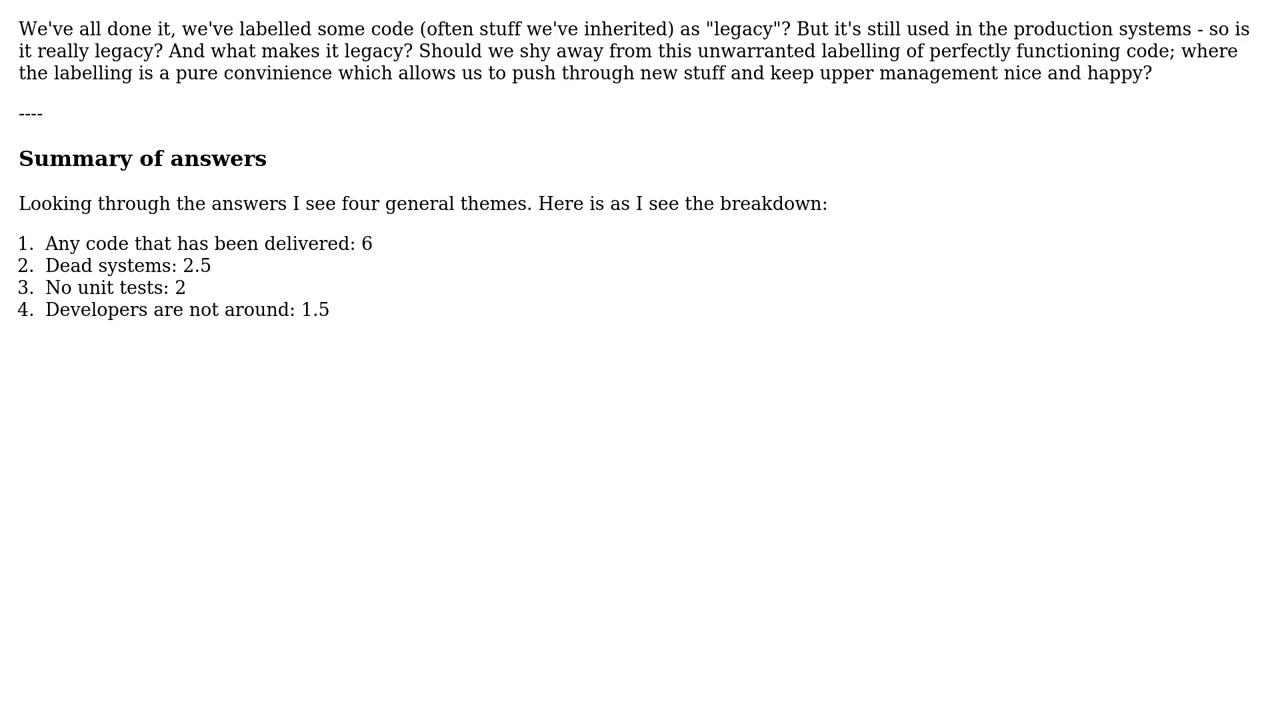 We've all done it, we've labelled some code (often stuff we've inherited) as "legacy"? But it's still used in the production systems - so is
it really legacy? And what makes it legacy? Should we shy away from this unwarranted labelling of perfectly functioning code; where
the labelling is a pure convinience which allows us to push through new stuff and keep upper management nice and happy?
----
Summary of answers
Looking through the answers I see four general themes. Here is as I see the breakdown:
1. Any code that has been delivered: 6
2. Dead systems: 2.5
3. No unit tests: 2
4. Developers are not around: 1.5